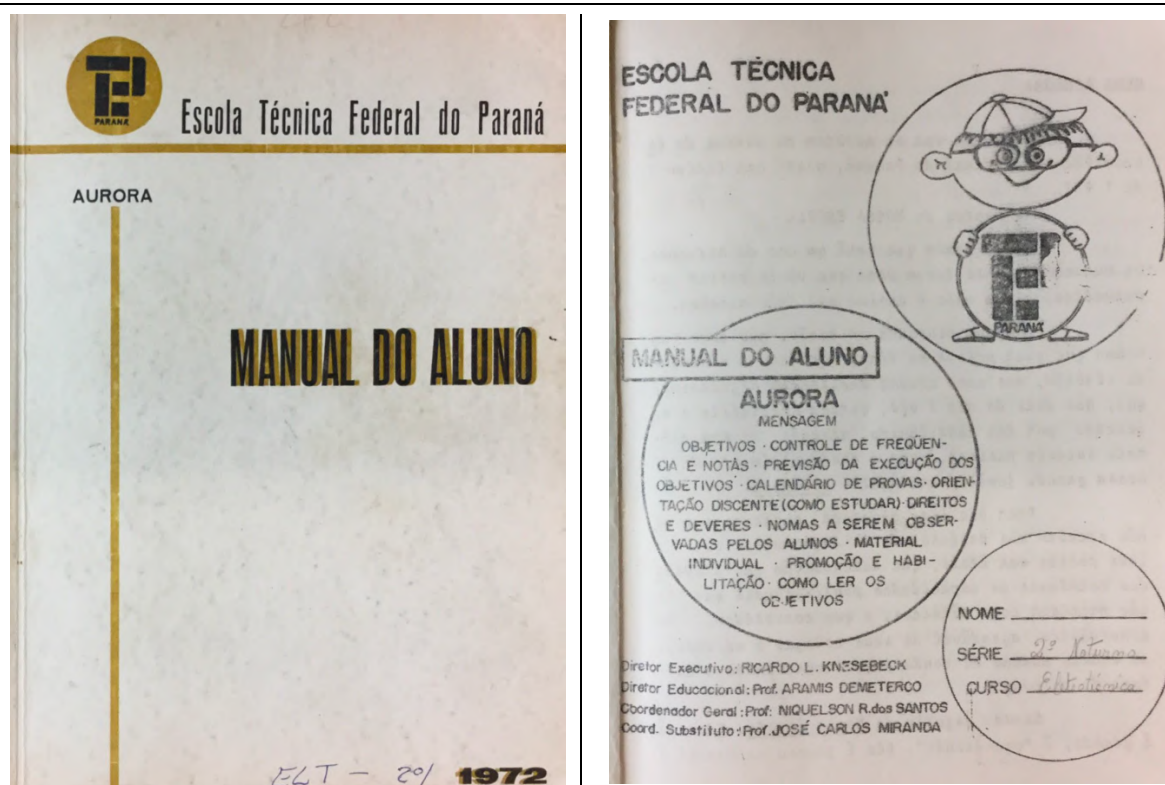 PARANÁ
Escola Técnica Federal do Paraná
AURORA
MANUAL DO ALUNO
ELT - 201
1972
ESCOLA TÉCNICA
FEDERAL DO PARANÁ
PARANÁ
MANUAL DO ALUNO
AURORA
MENSAGEM
OBJETIVOS · CONTROLE DE FREQÜEN-
CIA E NOTAS · PREVISÃO DA EXECUÇÃO DOS
OBJETIVOS · CALENDÁRIO DE PROVAS · ORIEN-
TAÇÃO DISCENTE (COMO ESTUDAR) · DIREITOS
E DEVERES · NOMAS A SEREM OBSER-
VADAS PELOS ALUNOS · MATERIAL
INDIVIDUAL · PROMOÇÃO E HABI-
LITAÇÃO · COMO LER OS
OBJETIVOS
Diretor Executivo: RICARDO L. KNESEBECK
Diretor Educacional: Prof. ARAMIS DEMETERCO
Coordenador Geral: Prof: NIQUELSON R. dos SANTOS
Coord. Substituto: Prof. JOSÉ CARLOS MIRANDA
NOME
SÉRIE 2º Noturno
CURSO Eletrotécnica